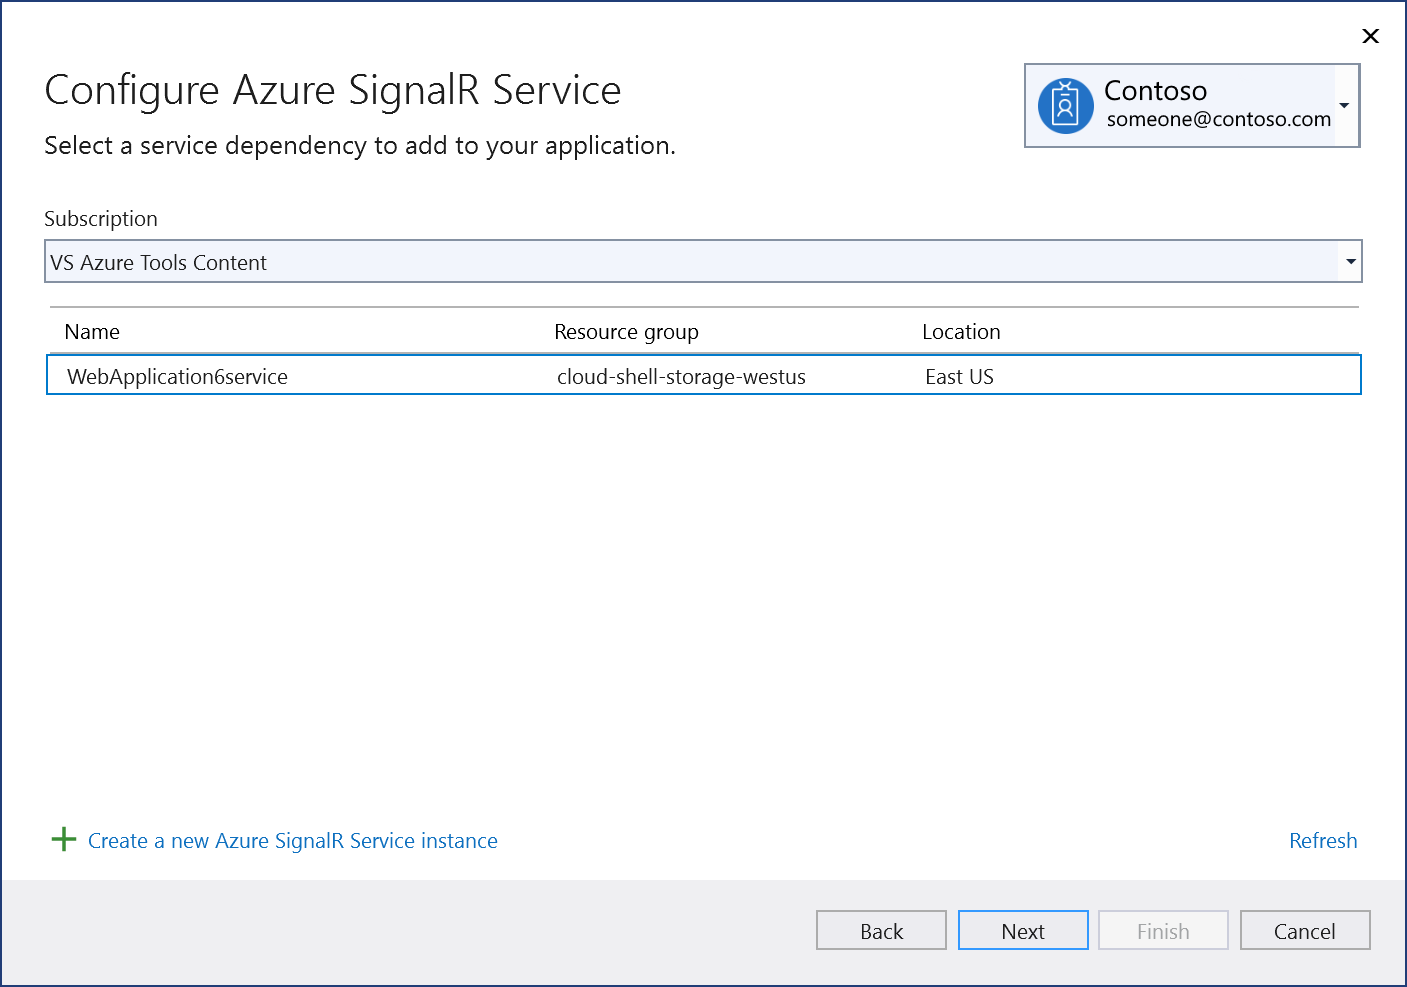 Configure Azure SignalR Service
Select a service dependency to add to your application.
Contoso
someone@contoso.com
Subscription
VS Azure Tools Content
Name Resource group Location
WebApplication6service cloud-shell-storage-westus East US
Create a new Azure SignalR Service instance Refresh
Back Next Finish Cancel